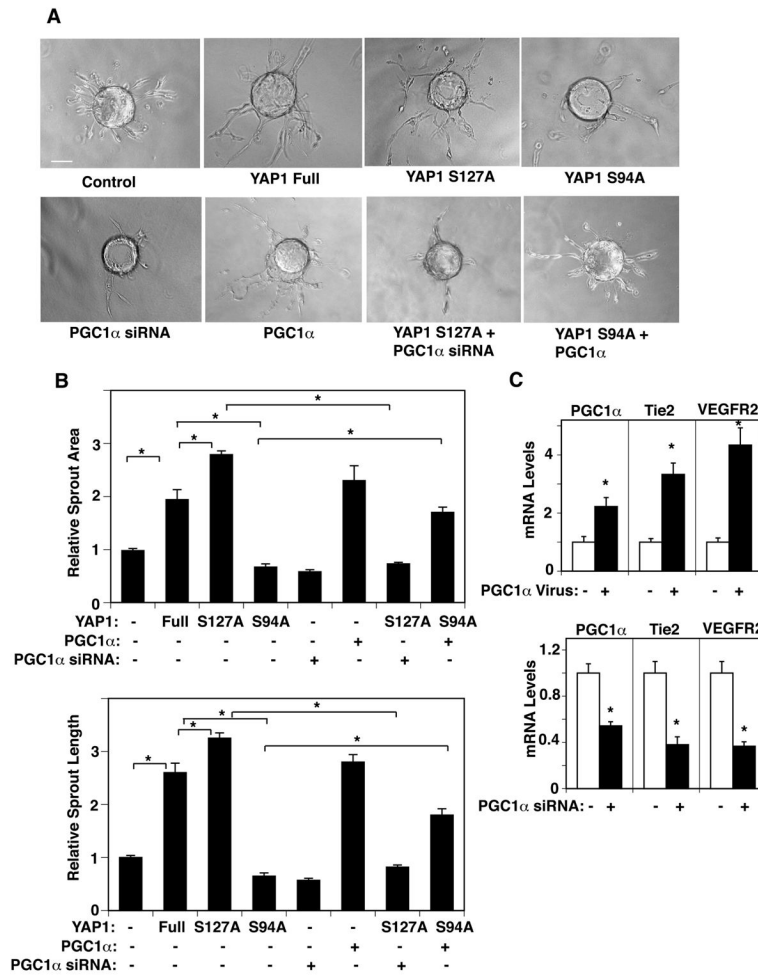 A
Control
YAP1 Full
YAP1 S127A
YAP1 S94A
PGC1α siRNA
PGC1α
YAP1 S127A +
PGC1α siRNA
YAP1 S94A +
PGC1α
B
Relative Sprout Area
3
2
1
0
* * * * *
YAP1: - Full S127A S94A - - S127A S94A
PGC1α: - - - - - + - +
PGC1α siRNA: - - - - + - + -
Relative Sprout Length
3
2
1
0
* * * * *
YAP1: - Full S127A S94A - - S127A S94A
PGC1α: - - - - - + - +
PGC1α siRNA: - - - - + - + -
C
PGC1α Tie2 VEGFR2
mRNA Levels
4
2
0
* * *
PGC1α Virus: - + - + - +
PGC1α Tie2 VEGFR2
mRNA Levels
1.2
0.8
0.4
0
* * *
PGC1α siRNA: - + - + - +